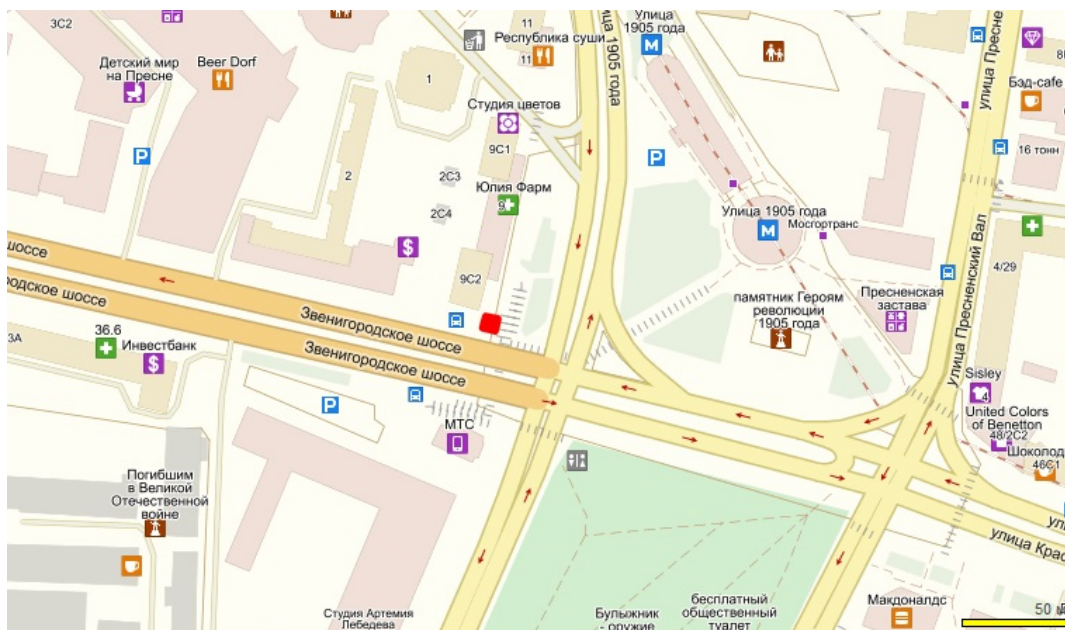 3С2
Детский мир
на Пресне
Beer Dorf
1
11
Республика суши
11
Улица
1905 года
улица 1905 года
улица Пресне
Бэд-cafe
16 тонн
Студия цветов
9С1
2
2С3
2С4
Юлия Фарм
9
Улица 1905 года
Мосгортранс
4/29
улица Пресненский Вал
9С2
памятник Героям
революции
1905 года
Пресненская
застава
шоссе
родское шоссе
Звенигородское шоссе
Звенигородское шоссе
3А
36.6
Инвестбанк
P
P
P
M
M
$
$
МТС
Sisley
4
United Colors
of Benetton
48/2С2
Шоколад
46С1
Погибшим
в Великой
Отечественной
войне
улица Крас
Студия Артемия
Лебедева
Булыжник
- оружие
бесплатный
общественный
туалет
Макдоналдс
50 м